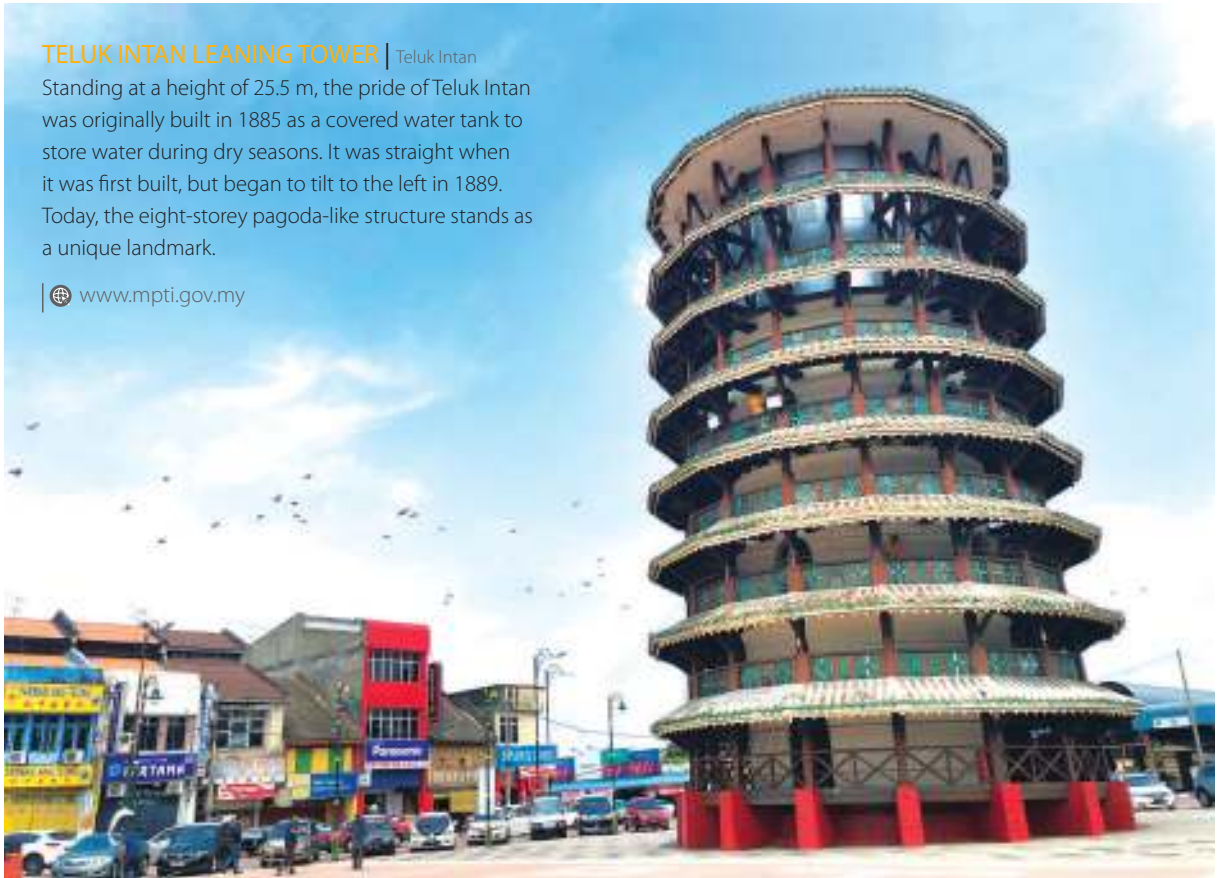 TELUK INTAN LEANING TOWER | Teluk Intan
Standing at a height of 25.5 m, the pride of Teluk Intan
was originally built in 1885 as a covered water tank to
store water during dry seasons. It was straight when
it was first built, but began to tilt to the left in 1889.
Today, the eight-storey pagoda-like structure stands as
a unique landmark.
www.mpti.gov.my
Panasonic